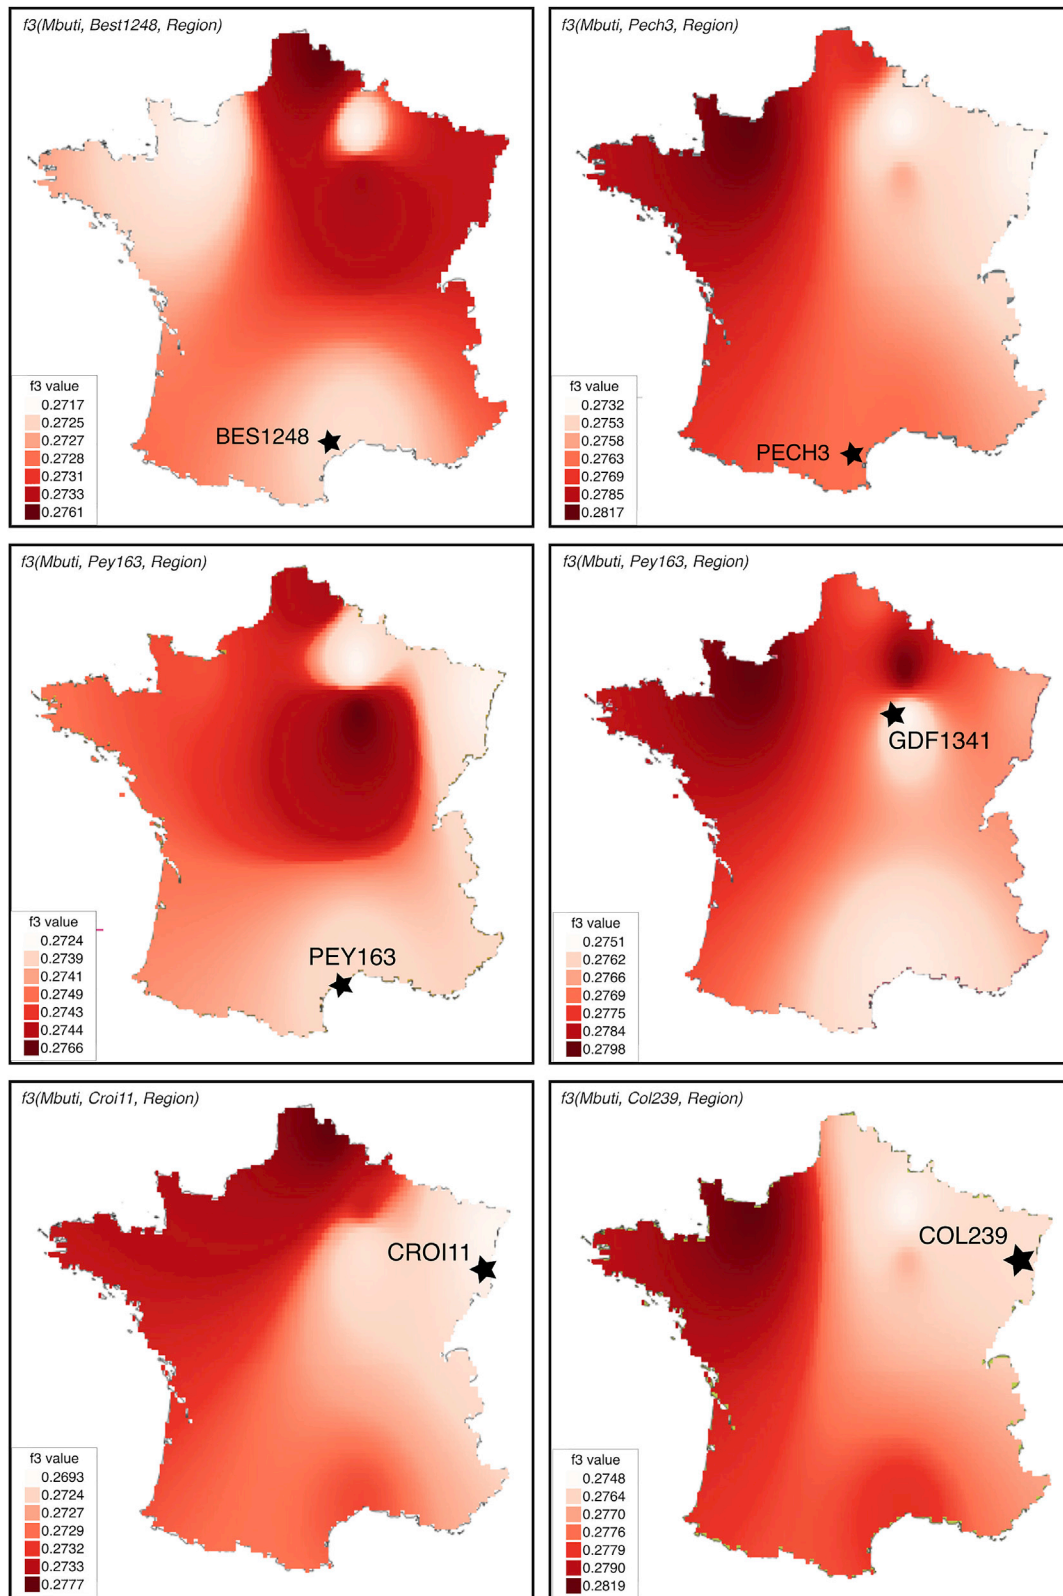 f3(Mbuti, Best1248, Region)
BES1248
f3 value
0.2717
0.2725
0.2727
0.2728
0.2731
0.2733
0.2761
f3(Mbuti, Pech3, Region)
PECH3
f3 value
0.2732
0.2753
0.2758
0.2763
0.2769
0.2785
0.2817
f3(Mbuti, Pey163, Region)
PEY163
f3 value
0.2724
0.2739
0.2741
0.2749
0.2743
0.2744
0.2766
f3(Mbuti, Pey163, Region)
GDF1341
f3 value
0.2751
0.2762
0.2766
0.2769
0.2775
0.2784
0.2798
f3(Mbuti, Croi11, Region)
CROI11
f3 value
0.2693
0.2724
0.2727
0.2729
0.2732
0.2733
0.2777
f3(Mbuti, Col239, Region)
COL239
f3 value
0.2748
0.2764
0.2770
0.2776
0.2779
0.2790
0.2819